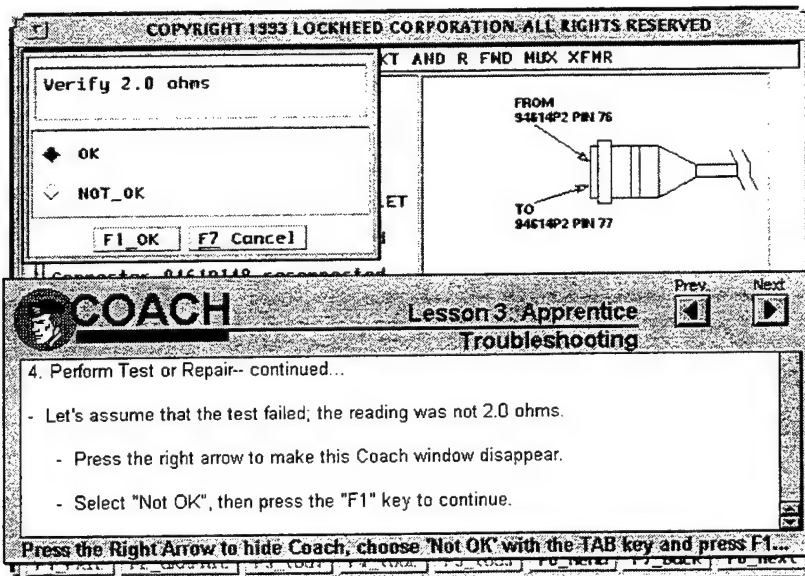 COPYRIGHT 1993 LOCKHEED CORPORATION. ALL RIGHTS RESERVED
XT AND R FWD MUX XFMR
Verify 2.0 ohms
OK
NOT_OK
F1_OK
F7 Cancel
LET
FROM
94614P2 PIN 76
TO
94614P2 PIN 77
COACH
Lesson 3: Apprentice
Troubleshooting
Prev.
Next
4. Perform Test or Repair-- continued...
- Let's assume that the test failed; the reading was not 2.0 ohms.
- Press the right arrow to make this Coach window disappear.
- Select "Not OK", then press the "F1" key to continue.
Press the Right Arrow to hide Coach, choose "Not OK" with the TAB key and press F1...